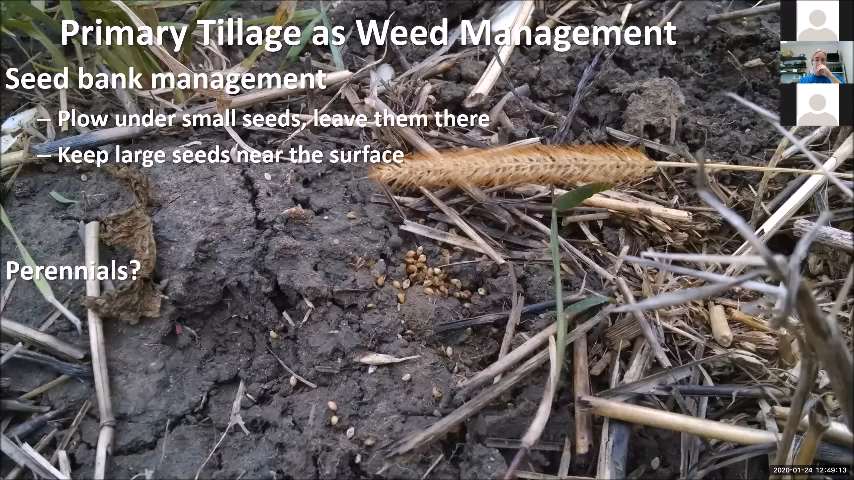 Primary Tillage as Weed Management
Seed bank management
– Plow under small seeds, leave them there
– Keep large seeds near the surface
Perennials?
2020-01-24 12:49:13